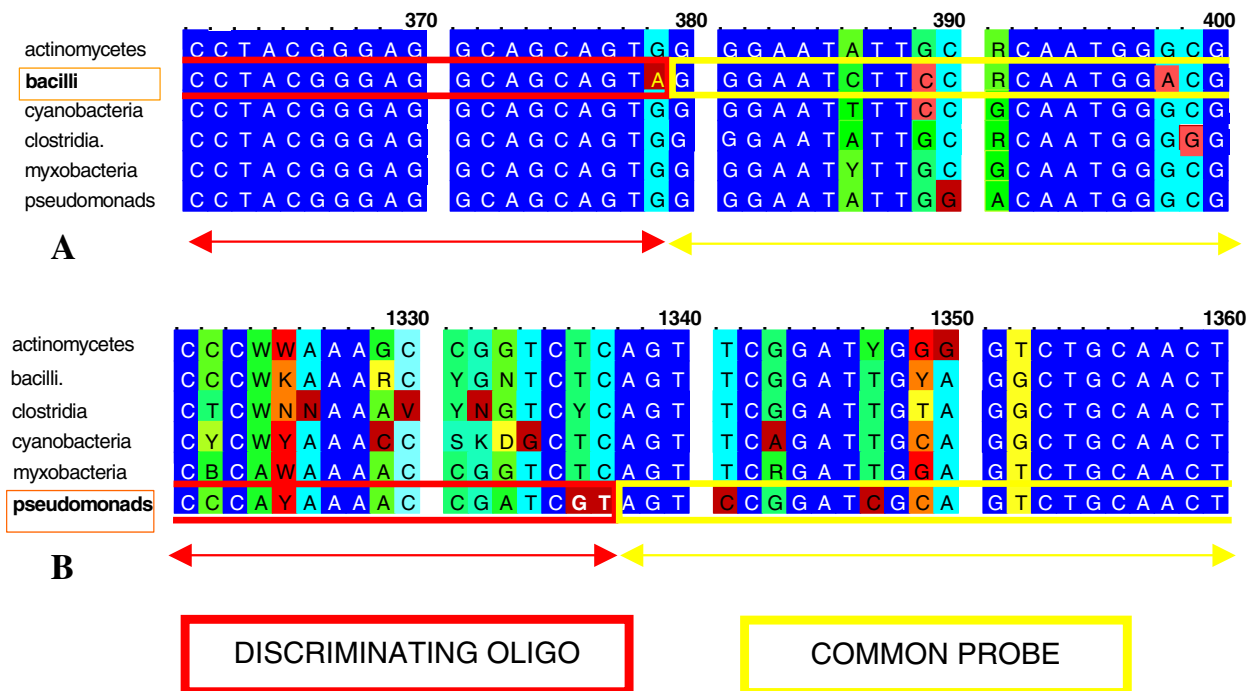 370 380 390 400
actinomycetes CCTACGGGAG GCAGCAGTGG GGAATATTGC RCAATGGGCG
bacilli CCTACGGGAG GCAGCAGTAG GGAATCTTCC RCAATGGACG
cyanobacteria CCTACGGGAG GCAGCAGTGG GGAATTTTCC GCAATGGGCG
clostridia. CCTACGGGAG GCAGCAGTGG GGAATATTGC RCAATGGGGG
myxobacteria CCTACGGGAG GCAGCAGTGG GGAATYTTGC GCAATGGGCG
pseudomonads CCTACGGGAG GCAGCAGTGG GGAATATTGG ACAATGGGCG
A
1330 1340 1350 1360
actinomycetes CCCWWAAAGC CGGTCTCAGT TCGGATYGGG GTCTGCAACT
bacilli. CCCWKAAARC YGNTCTCAGT TCGGATTGYA GGCTGCAACT
clostridia CTCWNNAAAV YNGTCYCAGT TCGGATTGTA GGCTGCAACT
cyanobacteria CYCWYAAACC SKDGCTCAGT TCAGATTGCA GGCTGCAACT
myxobacteria CBCAWAAAAC CGGTCTCAGT TCRGATTGGA GTCTGCAACT
pseudomonads CCCAYAAAAC CGATCGTAGT CCGGATCGCA GTCTGCAACT
B
DISCRIMINATING OLIGO COMMON PROBE